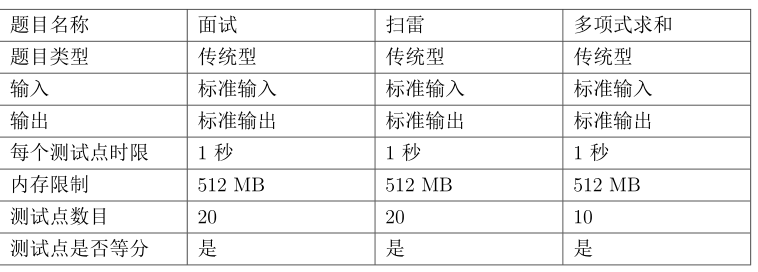 题目名称 面试 扫雷 多项式求和
题目类型 传统型 传统型 传统型
输入 标准输入 标准输入 标准输入
输出 标准输出 标准输出 标准输出
每个测试点时限 1 秒 1 秒 1 秒
内存限制 512 MB 512 MB 512 MB
测试点数目 20 20 10
测试点是否等分 是 是 是